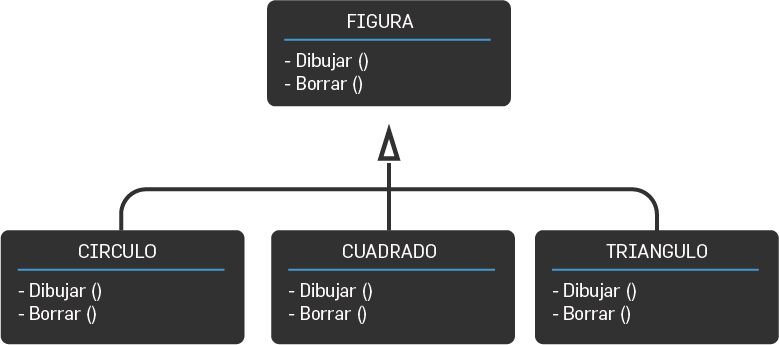 FIGURA
- Dibujar ()
- Borrar ()
CIRCULO
- Dibujar ()
- Borrar ()
CUADRADO
- Dibujar ()
- Borrar ()
TRIANGULO
- Dibujar ()
- Borrar ()